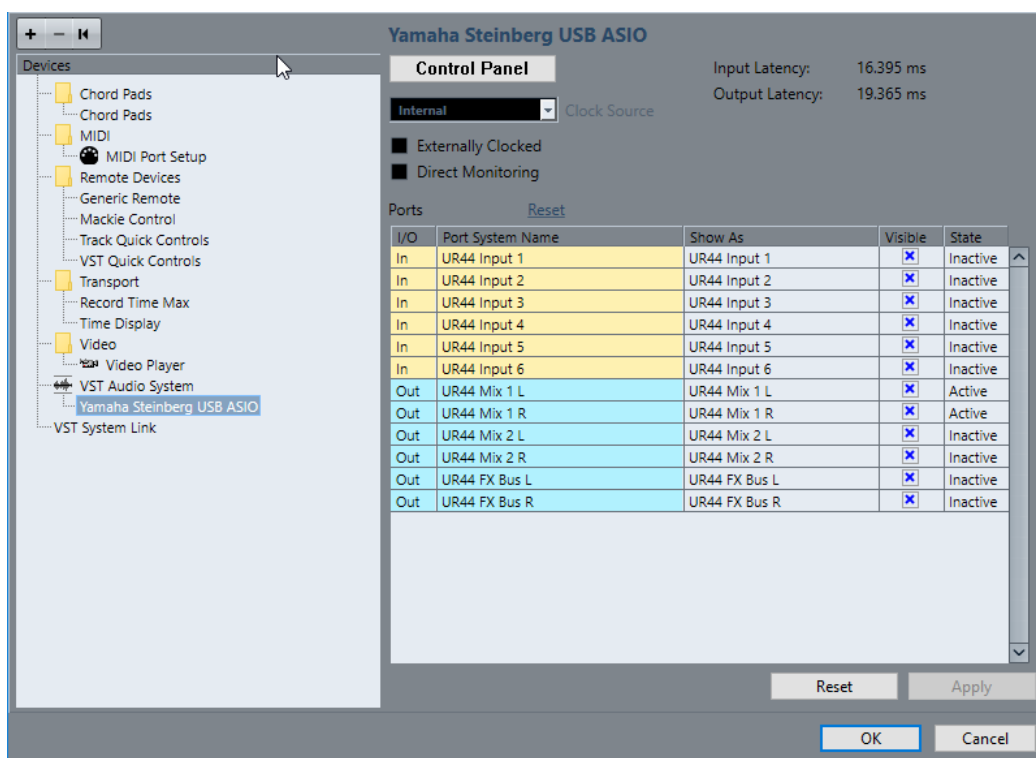 Devices
Chord Pads
Chord Pads
MIDI
MIDI Port Setup
Remote Devices
Generic Remote
Mackie Control
Track Quick Controls
VST Quick Controls
Transport
Record Time Max
Time Display
Video
Video Player
VST Audio System
Yamaha Steinberg USB ASIO
VST System Link
Yamaha Steinberg USB ASIO
Control Panel
Input Latency: 16.395 ms
Output Latency: 19.365 ms
Internal Clock Source
Externally Clocked
Direct Monitoring
Ports Reset
I/O Port System Name Show As Visible State
In UR44 Input 1 UR44 Input 1 Inactive
In UR44 Input 2 UR44 Input 2 Inactive
In UR44 Input 3 UR44 Input 3 Inactive
In UR44 Input 4 UR44 Input 4 Inactive
In UR44 Input 5 UR44 Input 5 Inactive
In UR44 Input 6 UR44 Input 6 Inactive
Out UR44 Mix 1 L UR44 Mix 1 L Active
Out UR44 Mix 1 R UR44 Mix 1 R Active
Out UR44 Mix 2 L UR44 Mix 2 L Inactive
Out UR44 Mix 2 R UR44 Mix 2 R Inactive
Out UR44 FX Bus L UR44 FX Bus L Inactive
Out UR44 FX Bus R UR44 FX Bus R Inactive
Reset Apply
OK Cancel